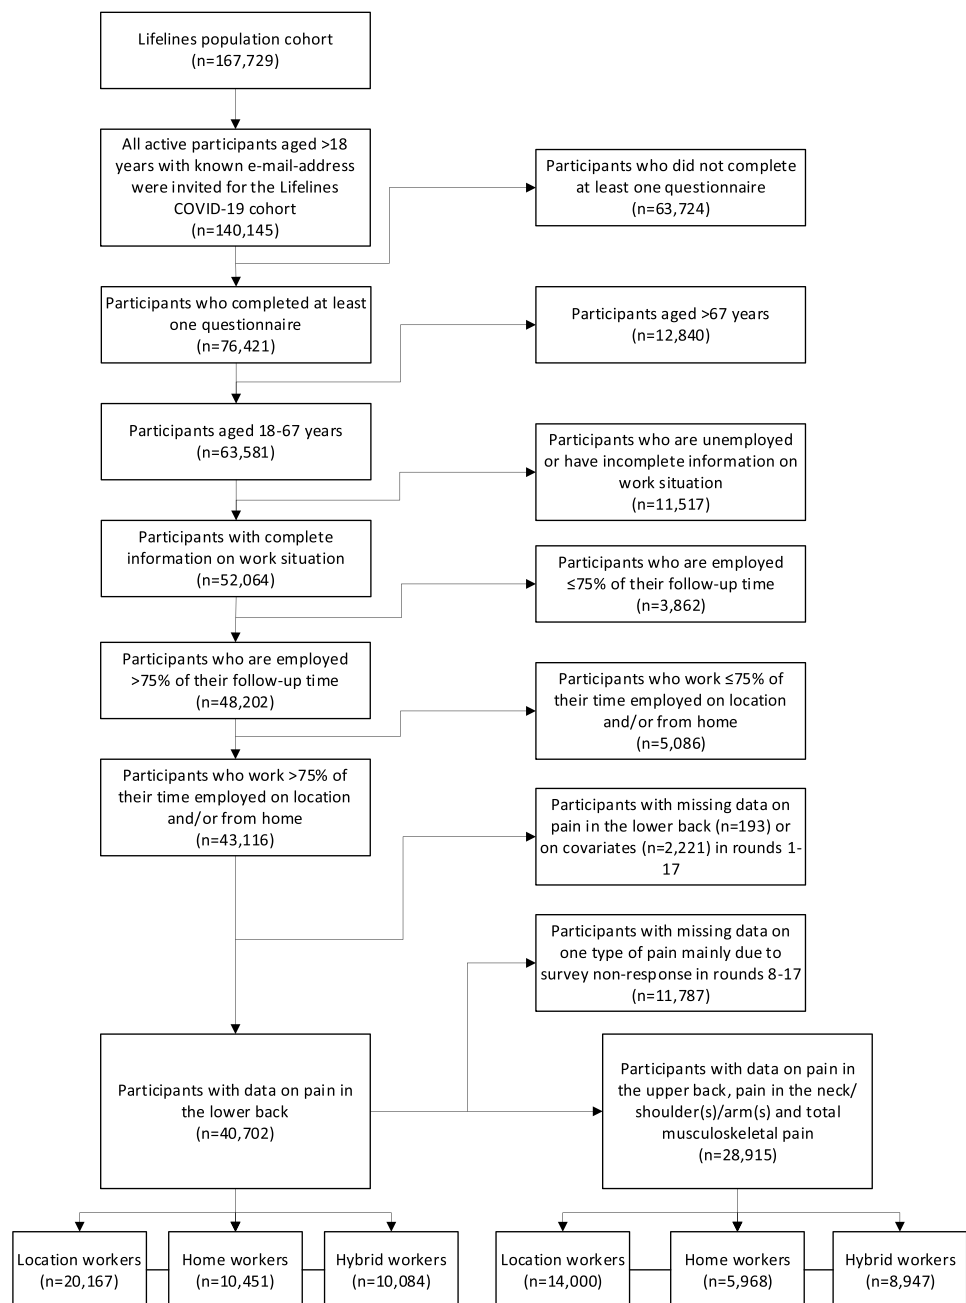 Lifelines population cohort
(n=167,729)
All active participants aged >18
years with known e-mail-address
were invited for the Lifelines
COVID-19 cohort
(n=140,145)
Participants who did not complete
at least one questionnaire
(n=63,724)
Participants who completed at least
one questionnaire
(n=76,421)
Participants aged >67 years
(n=12,840)
Participants aged 18-67 years
(n=63,581)
Participants who are unemployed
or have incomplete information on
work situation
(n=11,517)
Participants with complete
information on work situation
(n=52,064)
Participants who are employed
≤75% of their follow-up time
(n=3,862)
Participants who are employed
>75% of their follow-up time
(n=48,202)
Participants who work ≤75% of
their time employed on location
and/or from home
(n=5,086)
Participants who work >75% of
their time employed on location
and/or from home
(n=43,116)
Participants with missing data on
pain in the lower back (n=193) or
on covariates (n=2,221) in rounds 1-
17
Participants with missing data on
one type of pain mainly due to
survey non-response in rounds 8-17
(n=11,787)
Participants with data on pain in
the lower back
(n=40,702)
Participants with data on pain in
the upper back, pain in the neck/
shoulder(s)/arm(s) and total
musculoskeletal pain
(n=28,915)
Location workers
(n=20,167)
Home workers
(n=10,451)
Hybrid workers
(n=10,084)
Location workers
(n=14,000)
Home workers
(n=5,968)
Hybrid workers
(n=8,947)